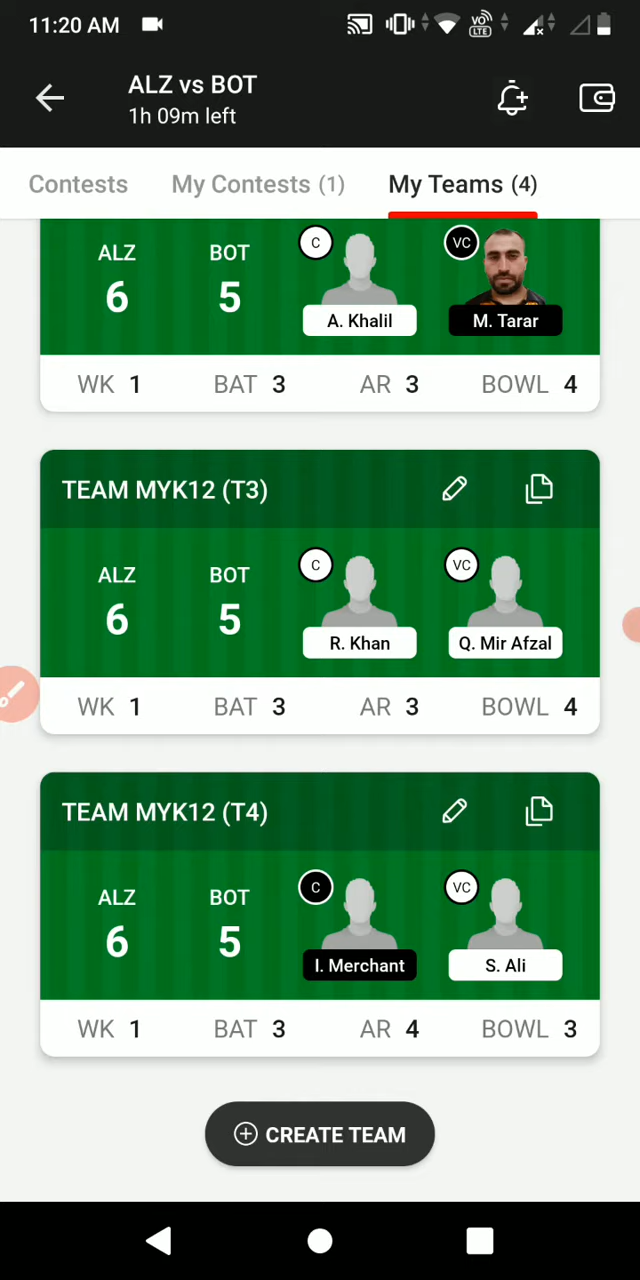 11:20 AM
VO
LTE
ALZ vs BOT
1h 09m left
Contests
My Contests (1)
My Teams (4)
ALZ
BOT
C
VC
6
5
A. Khalil
M. Tarar
WK 1
BAT 3
AR 3
BOWL 4
TEAM MYK12 (T3)
ALZ
BOT
C
VC
6
5
R. Khan
Q. Mir Afzal
WK 1
BAT 3
AR 3
BOWL 4
TEAM MYK12 (T4)
ALZ
BOT
C
VC
6
5
I. Merchant
S. Ali
WK 1
BAT 3
AR 4
BOWL 3
CREATE TEAM